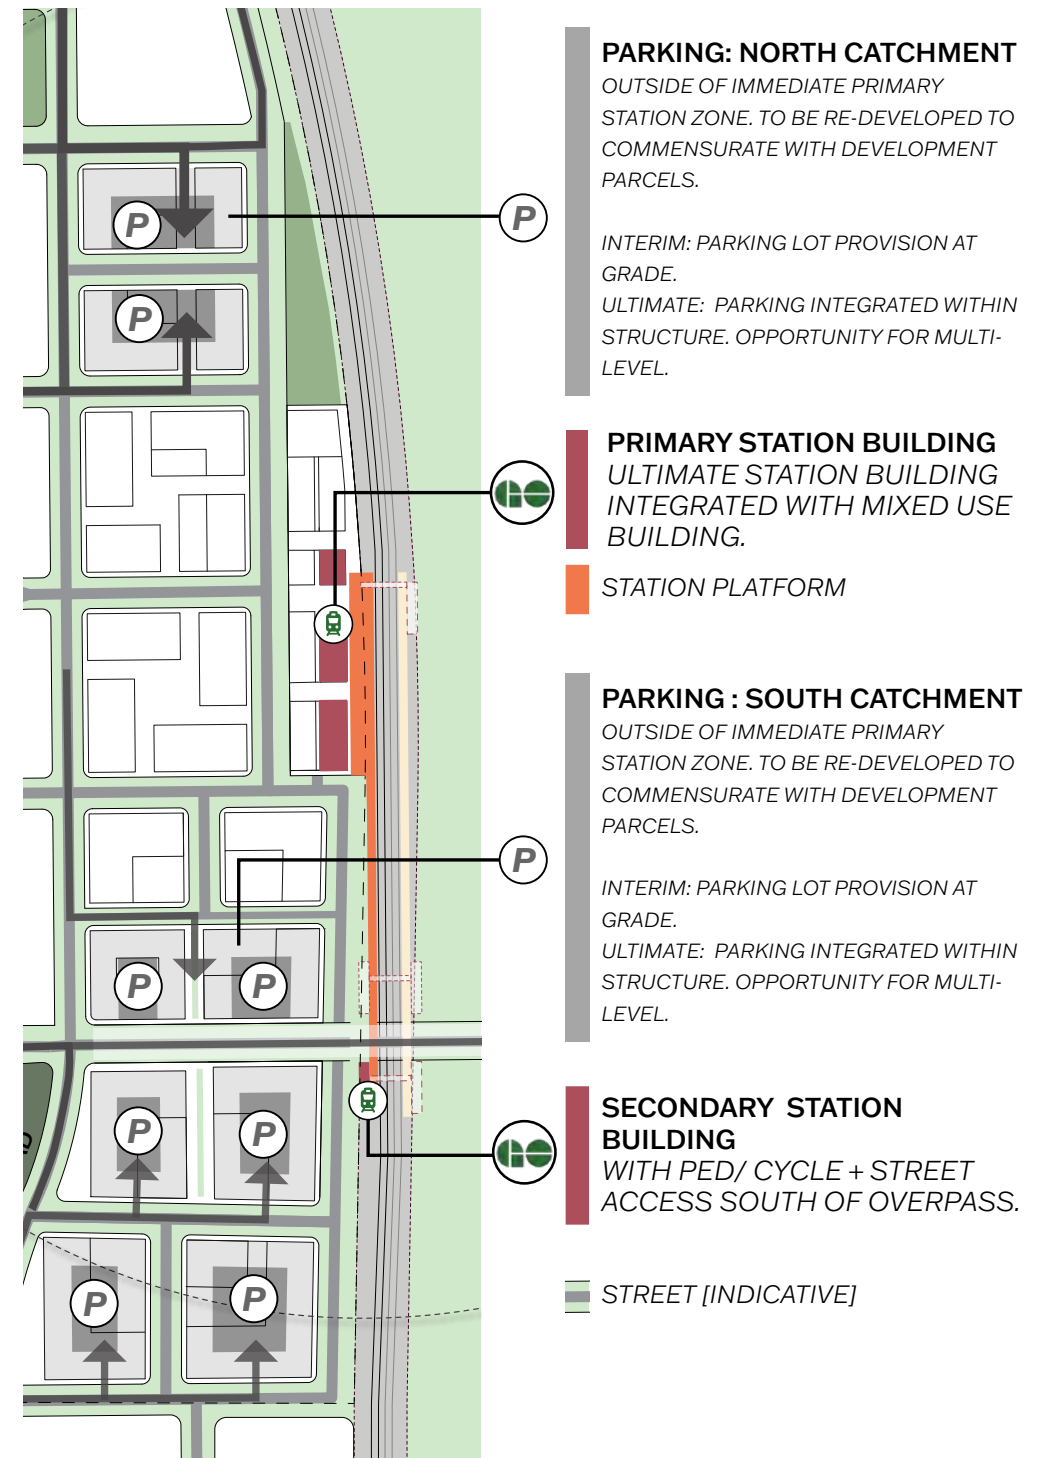 PARKING: NORTH CATCHMENT
OUTSIDE OF IMMEDIATE PRIMARY
STATION ZONE. TO BE RE-DEVELOPED TO
COMMENSURATE WITH DEVELOPMENT
PARCELS.
INTERIM: PARKING LOT PROVISION AT
GRADE.
ULTIMATE: PARKING INTEGRATED WITHIN
STRUCTURE. OPPORTUNITY FOR MULTI-
LEVEL.
P
P
P
PRIMARY STATION BUILDING
ULTIMATE STATION BUILDING
INTEGRATED WITH MIXED USE
BUILDING.
GO
STATION PLATFORM
PARKING : SOUTH CATCHMENT
OUTSIDE OF IMMEDIATE PRIMARY
STATION ZONE. TO BE RE-DEVELOPED TO
COMMENSURATE WITH DEVELOPMENT
PARCELS.
INTERIM: PARKING LOT PROVISION AT
GRADE.
ULTIMATE: PARKING INTEGRATED WITHIN
STRUCTURE. OPPORTUNITY FOR MULTI-
LEVEL.
P
P
P
P
P
P
P
SECONDARY STATION
BUILDING
WITH PED/ CYCLE + STREET
ACCESS SOUTH OF OVERPASS.
GO
STREET [INDICATIVE]